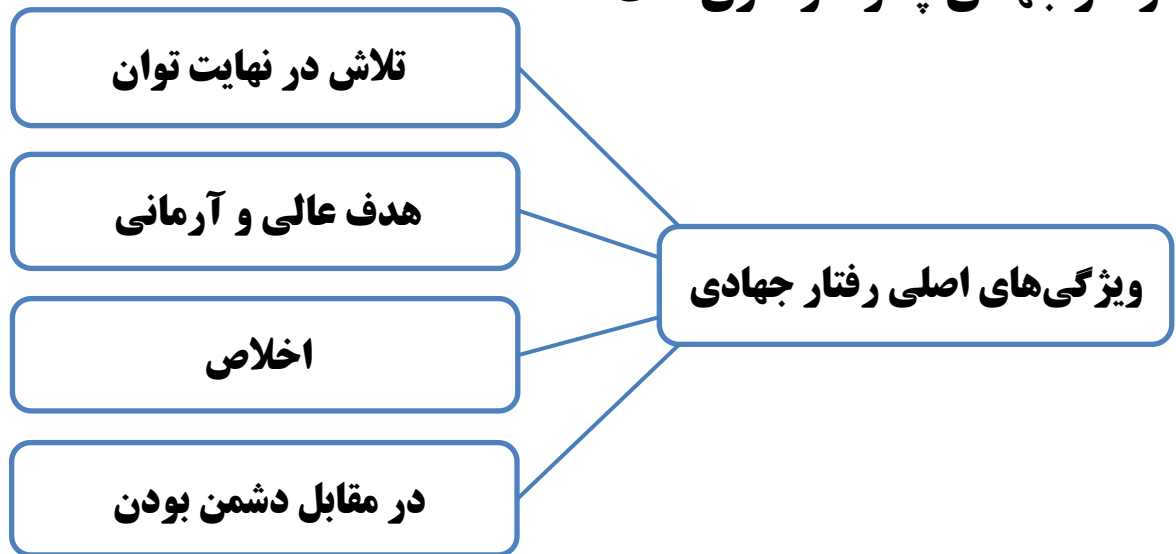 ویژگی‌های اصلی رفتار جهادی
تلاش در نهایت توان
هدف عالی و آرمانی
اخلاص
در مقابل دشمن بودن